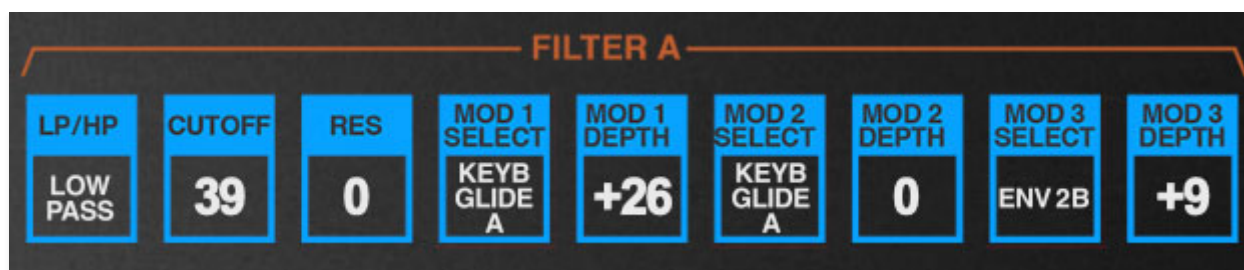 FILTER A
LP/HP CUTOFF RES MOD 1 SELECT MOD 1 DEPTH MOD 2 SELECT MOD 2 DEPTH MOD 3 SELECT MOD 3 DEPTH
LOW PASS 39 0 KEYB GLIDE A +26 KEYB GLIDE A 0 ENV 2B +9